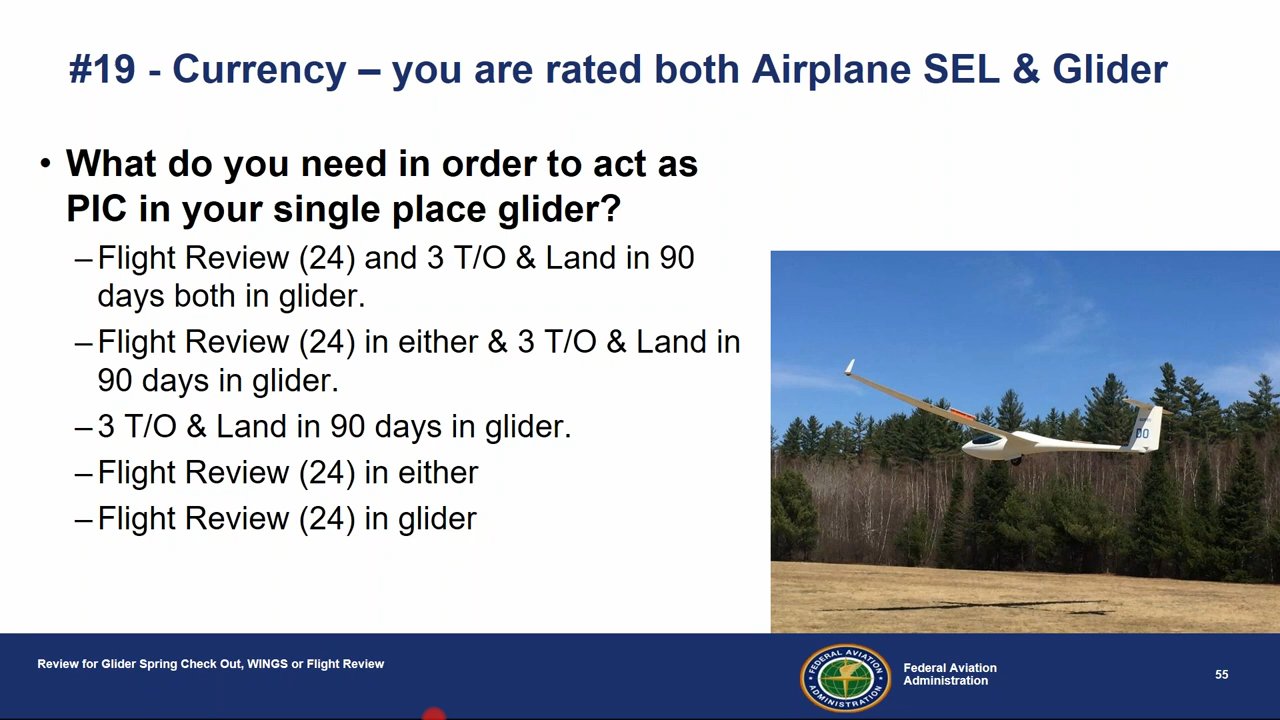 #19 - Currency – you are rated both Airplane SEL & Glider
• What do you need in order to act as
PIC in your single place glider?
–Flight Review (24) and 3 T/O & Land in 90
days both in glider.
–Flight Review (24) in either & 3 T/O & Land in
90 days in glider.
–3 T/O & Land in 90 days in glider.
–Flight Review (24) in either
–Flight Review (24) in glider
DO
Review for Glider Spring Check Out, WINGS or Flight Review
FEDERAL AVIATION
ADMINISTRATION
Federal Aviation
Administration
55